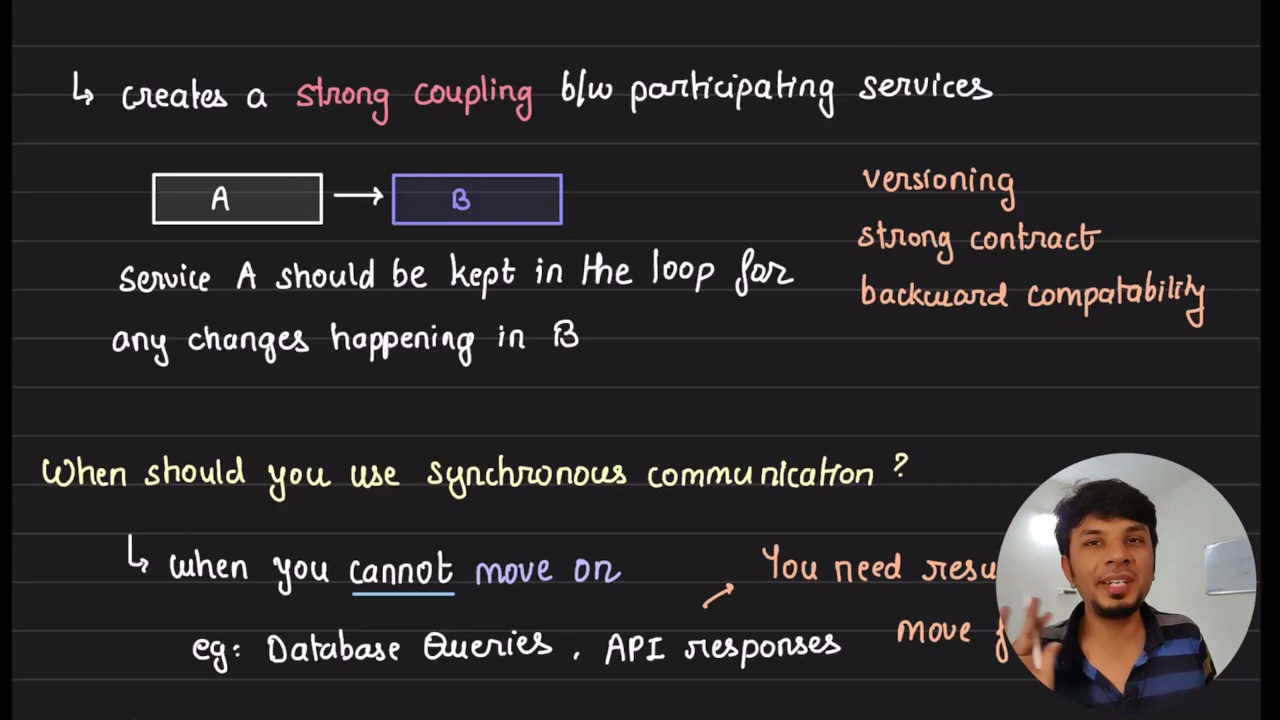 ↳ creates a strong coupling b/w participating services
A → B
service A should be kept in the loop for
any changes happening in B
versioning
strong contract
backward compatability
When should you use synchronous communication ?
↳ when you cannot move on
eg: Database Queries, API responses
You need
move